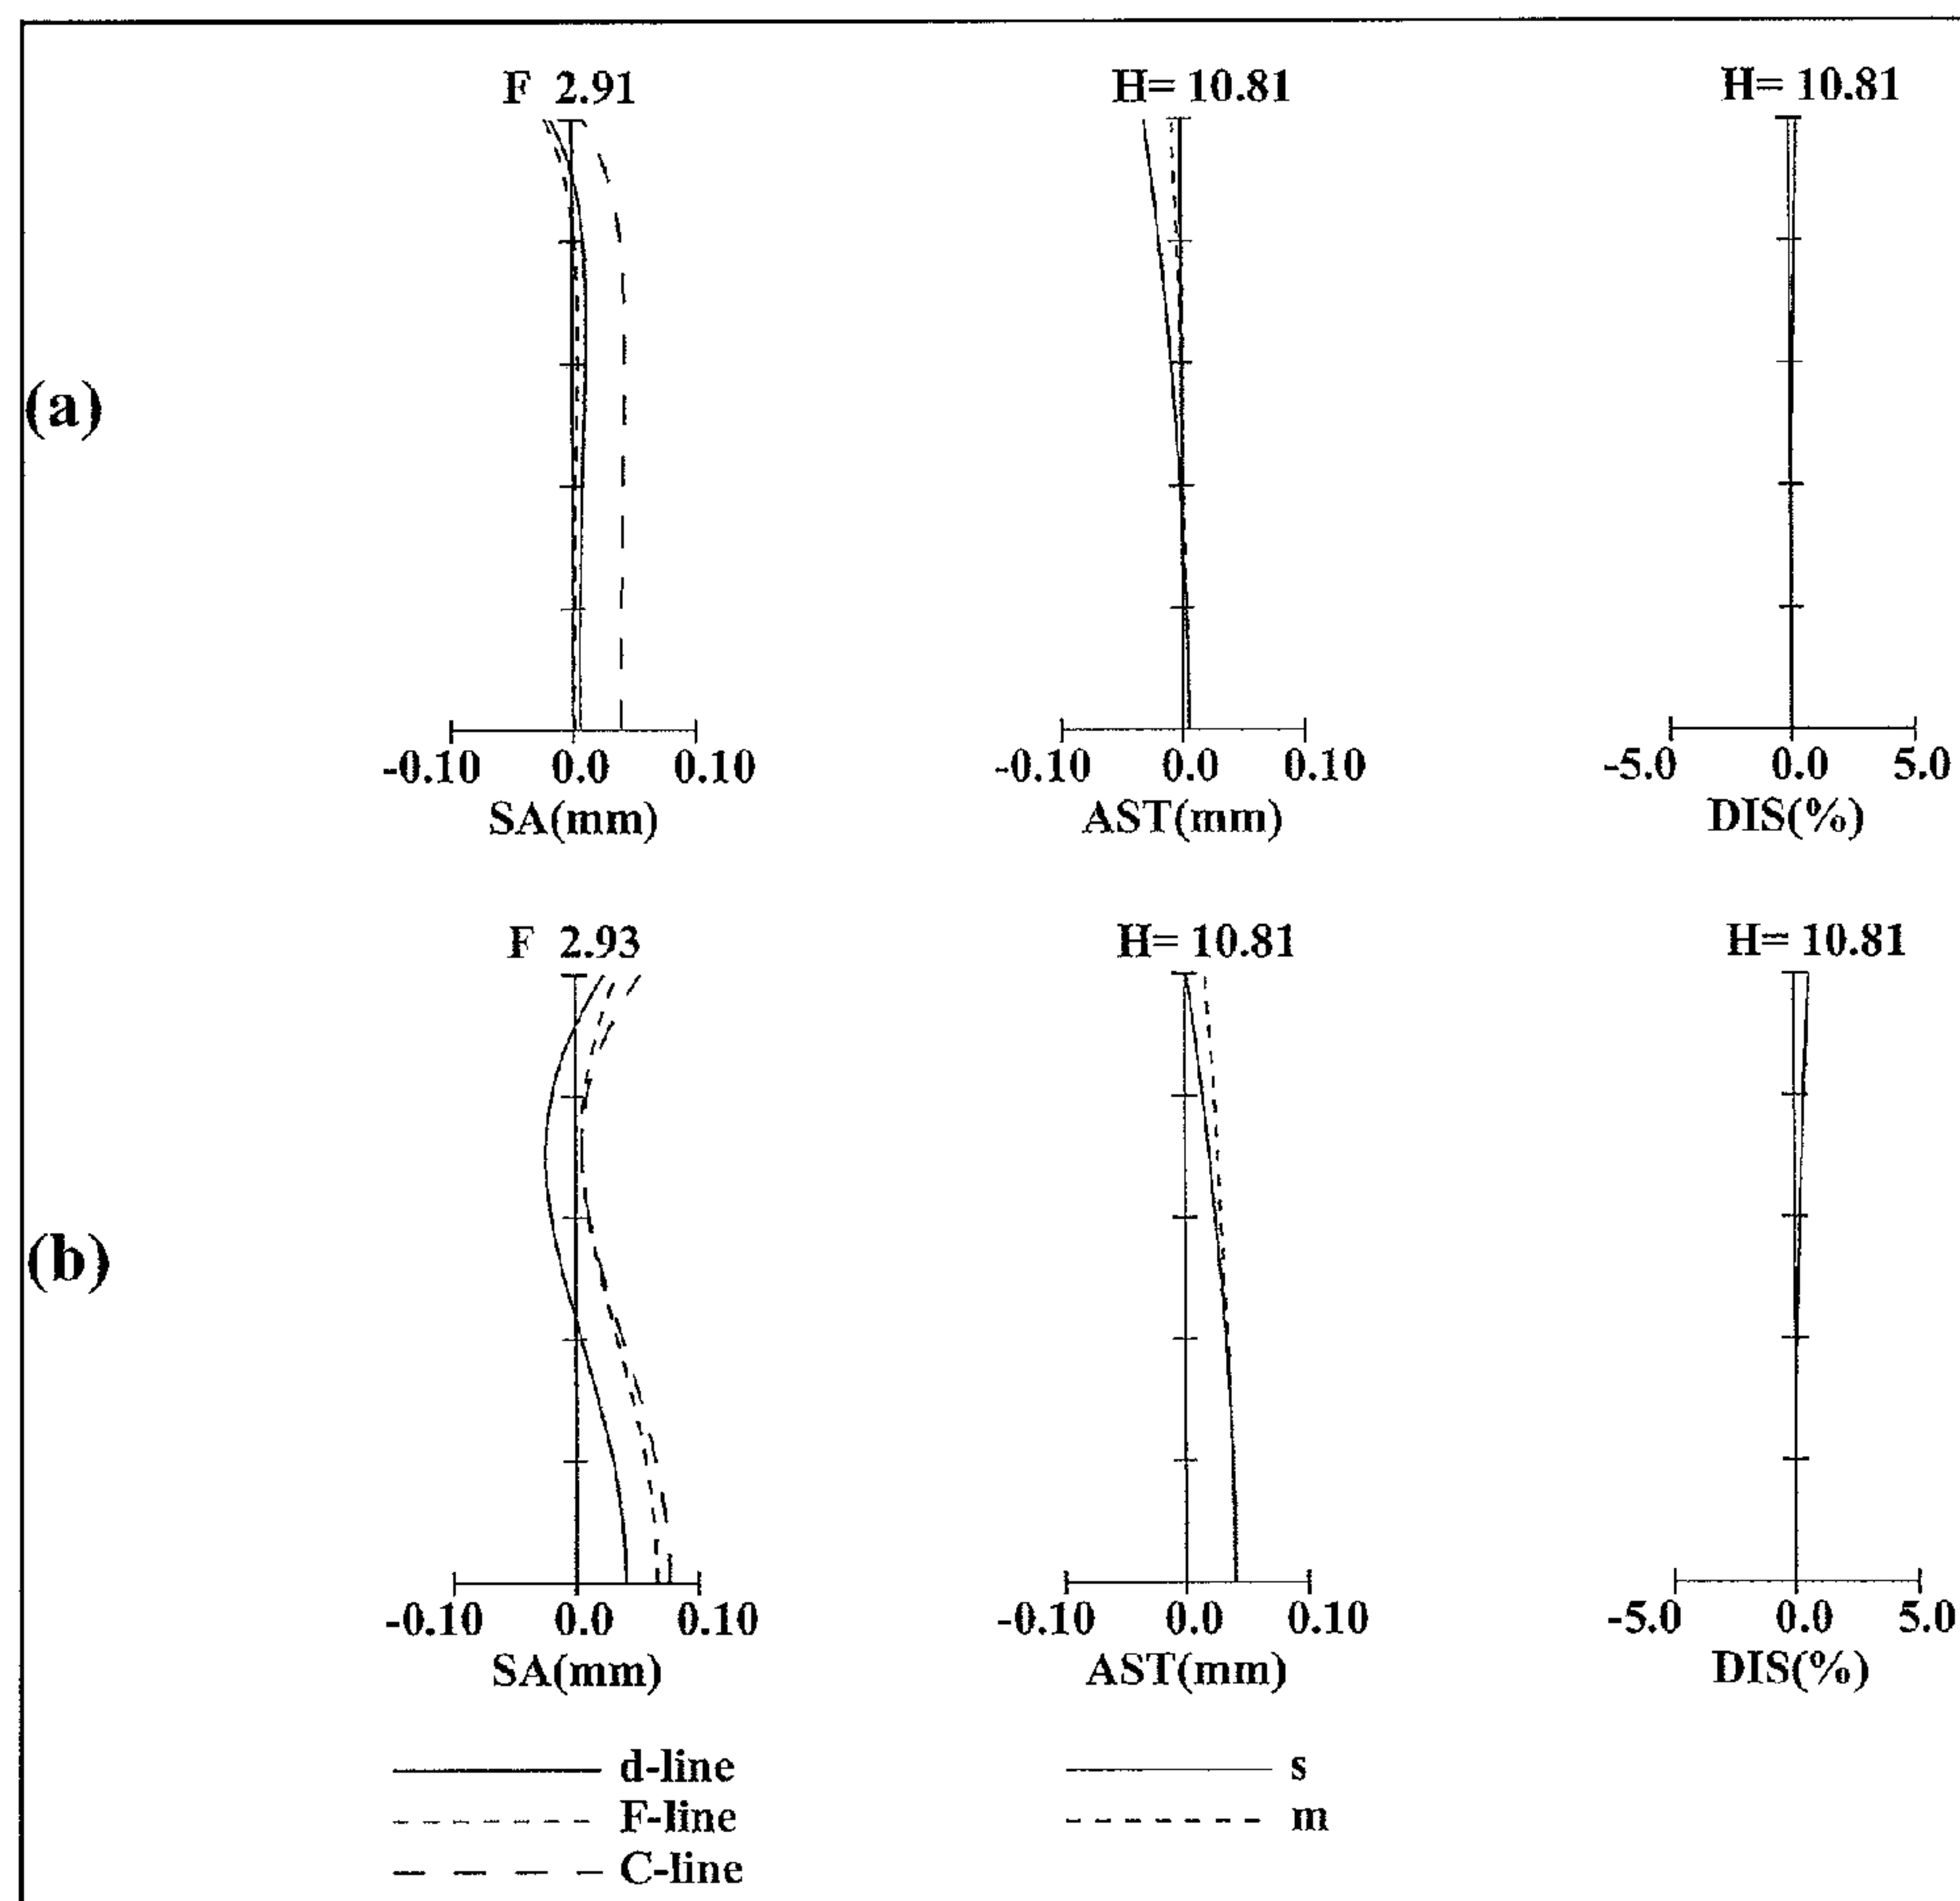 F 2.91 H= 10.81 H= 10.81
(a)
-0.10 0.0 0.10 -0.10 0.0 0.10 -5.0 0.0 5.0
SA(mm) AST(mm) DIS(%)
F 2.93 H= 10.81 H= 10.81
(b)
-0.10 0.0 0.10 -0.10 0.0 0.10 -5.0 0.0 5.0
SA(mm) AST(mm) DIS(%)
d-line s
F-line m
C-line